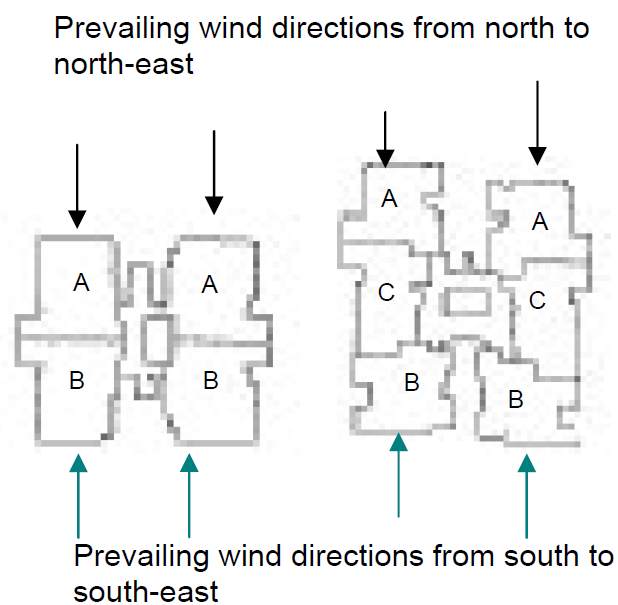 Prevailing wind directions from north to
north-east
A
A
A
A
C
C
B
B
B
B
Prevailing wind directions from south to
south-east